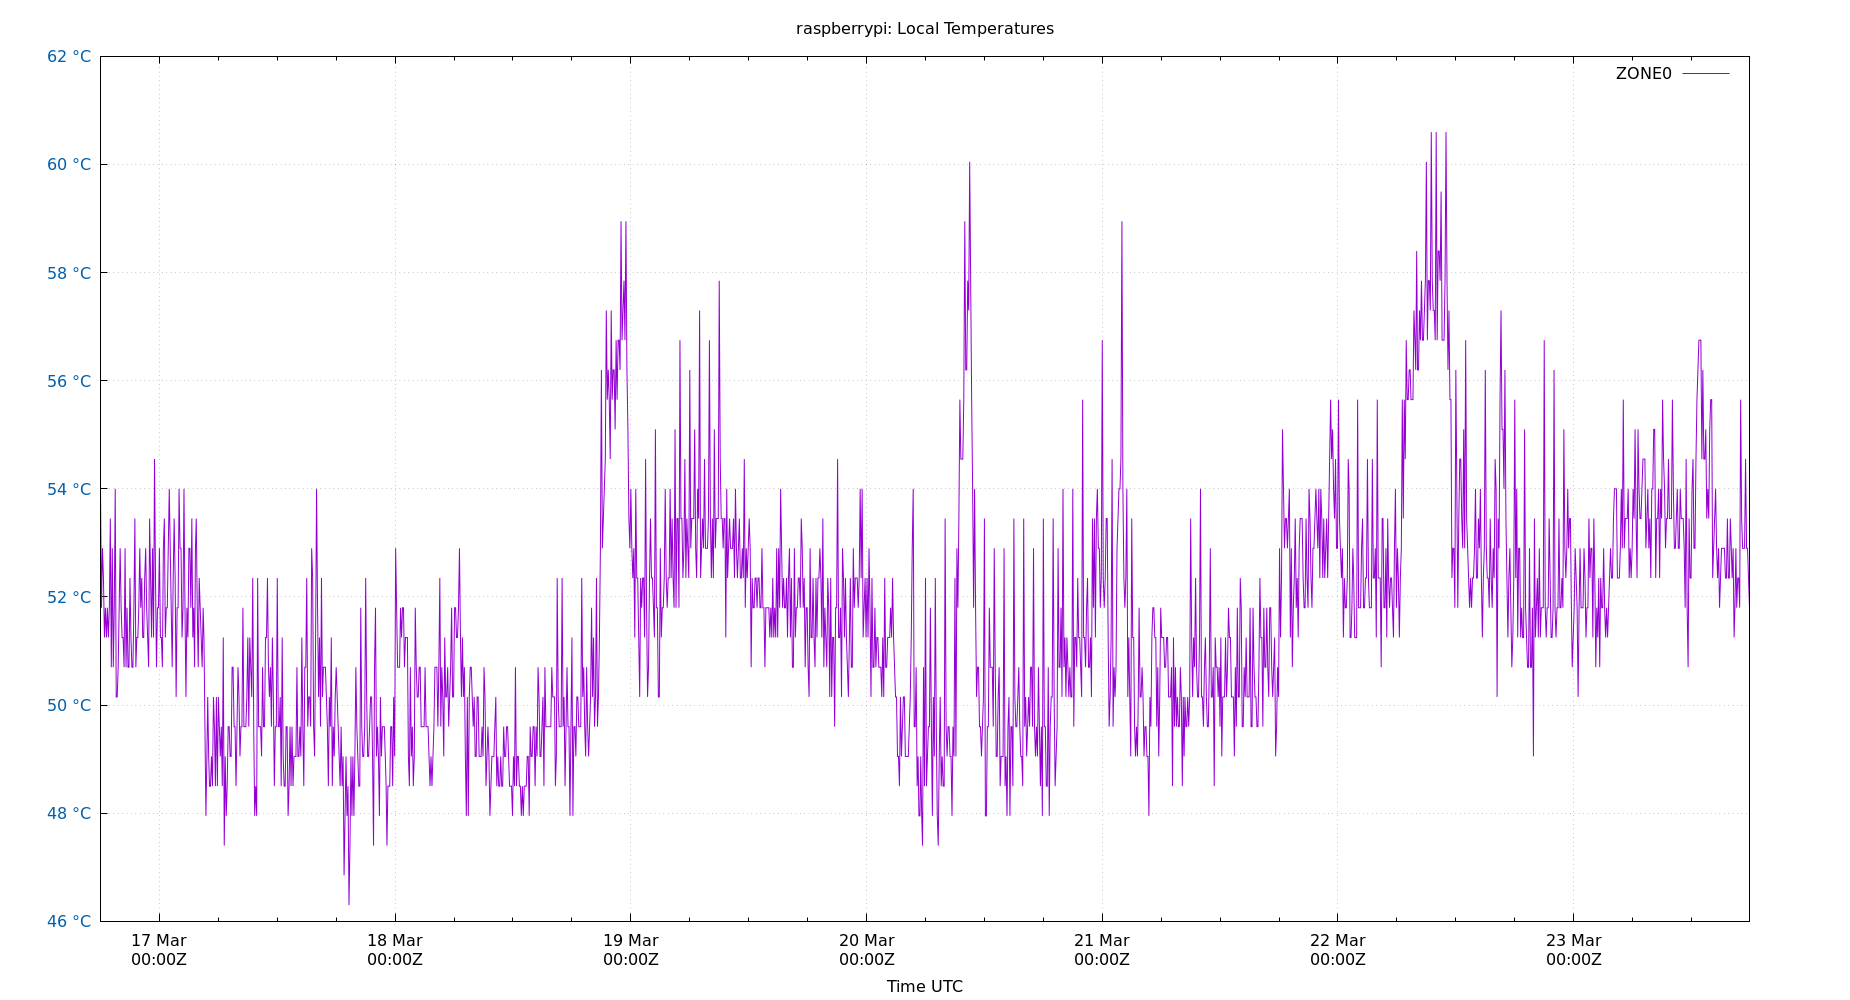 raspberrypi: Local Temperatures
62 °C
ZONE0
60 °C
58 °C
56 °C
54 °C
52 °C
50 °C
48 °C
46 °C
17 Mar 18 Mar 19 Mar 20 Mar 21 Mar 22 Mar 23 Mar
00:00Z 00:00Z 00:00Z 00:00Z 00:00Z 00:00Z 00:00Z
Time UTC